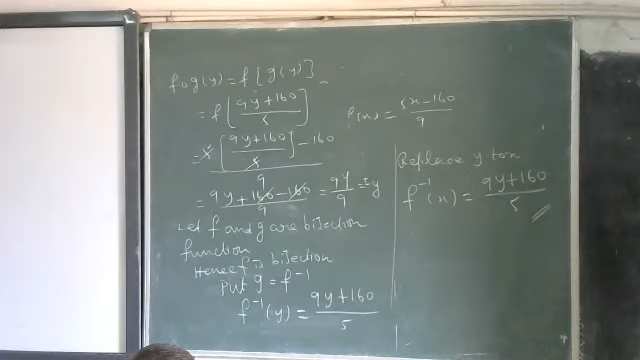 fog(y) = f[g(y)]
= f[9y+160/5]
= 5[9y+160/5]-160/9
= 9y+160-160/9 = 9y/9 = y
Let f and g are biJection
function
Hence f is biJection
Put g = f⁻¹
f⁻¹(y) = 9y+160/5
f(x) = 5x-160/9
Replace y to x
f⁻¹(x) = 9y+160/5